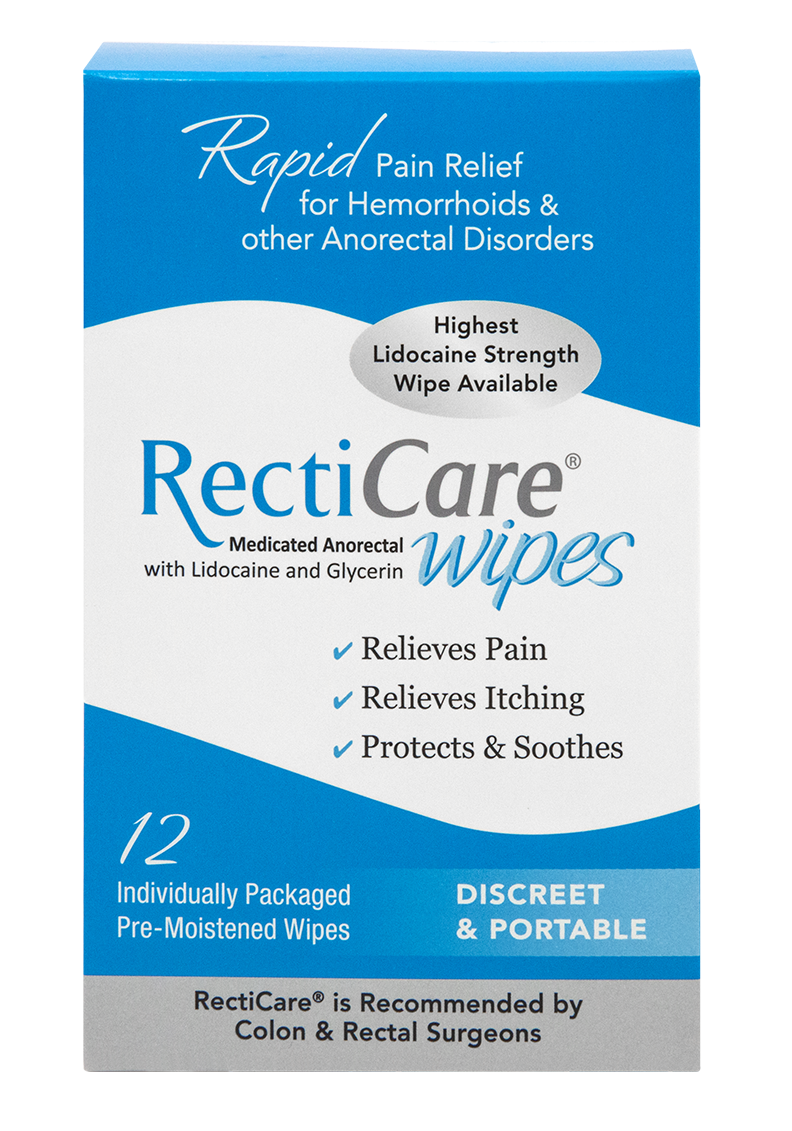 Rapid Pain Relief
for Hemorrhoids &
other Anorectal Disorders
Highest
Lidocaine Strength
Wipe Available
RectiCare®
Medicated Anorectal
with Lidocaine and Glycerin
wipes
✓ Relieves Pain
✓ Relieves Itching
✓ Protects & Soothes
12
Individually Packaged
Pre-Moistened Wipes
DISCREET
& PORTABLE
RectiCare® is Recommended by
Colon & Rectal Surgeons